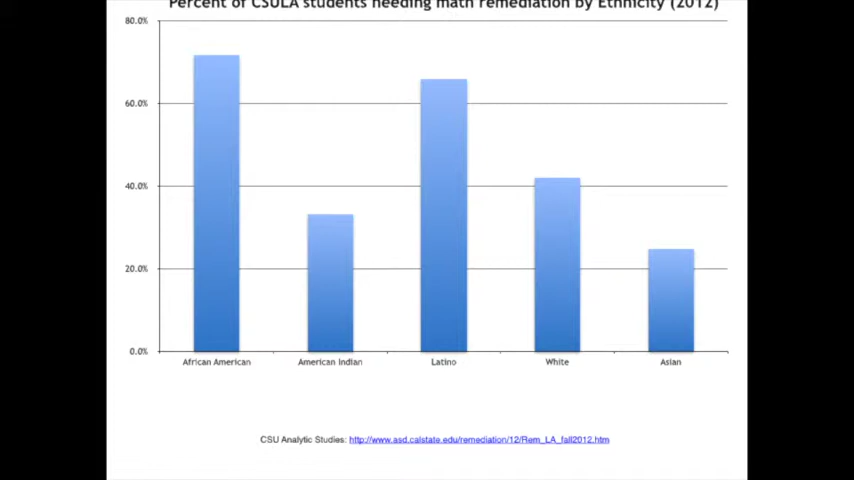 Percent of CSULA students needing math remediation by Ethnicity (2012)
80.0%
60.0%
40.0%
20.0%
0.0%
African American American Indian Latino White Asian
CSU Analytic Studies: http://www.asd.calstate.edu/remediation/12/Rem_LA_fall2012.htm